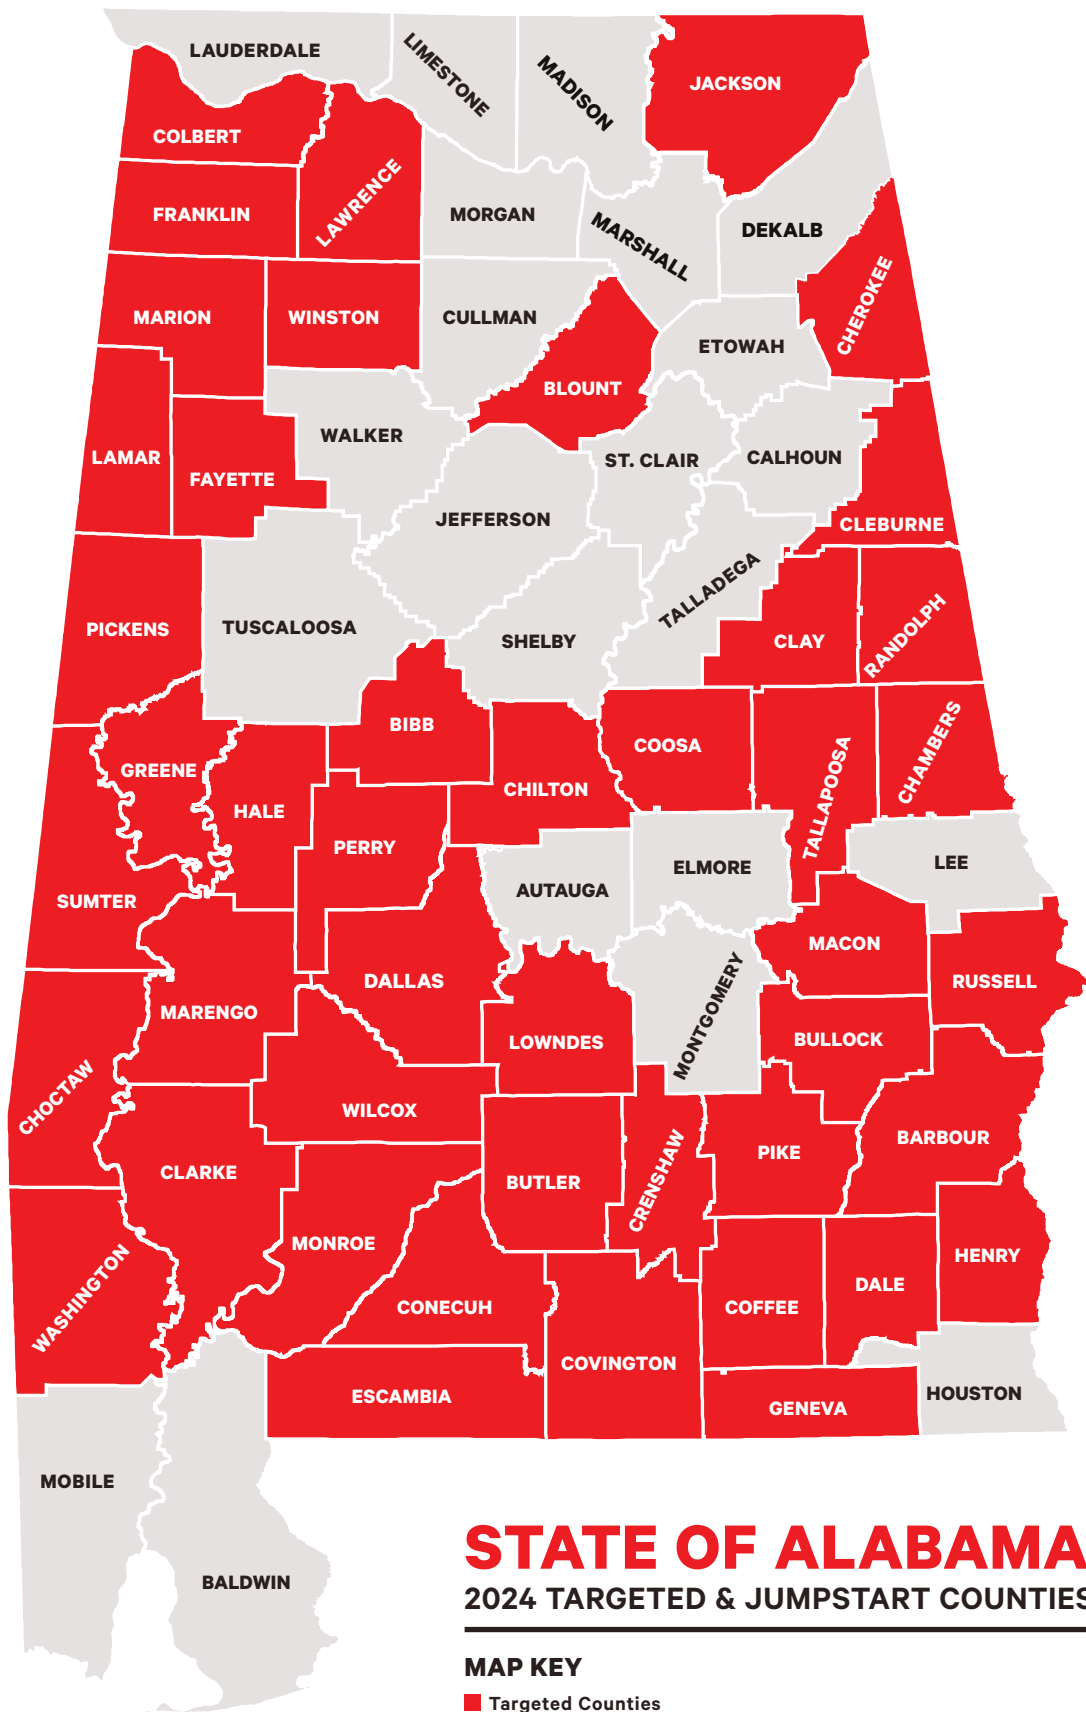 LAUDERDALE
LIMESTONE
MADISON
JACKSON
COLBERT
LAWRENCE
FRANKLIN
MORGAN
MARSHALL
DEKALB
CHEROKEE
MARION
WINSTON
CULLMAN
ETOWAH
BLOUNT
WALKER
LAMAR
FAYETTE
ST. CLAIR
CALHOUN
JEFFERSON
CLEBURNE
TALLADEGA
PICKENS
TUSCALOOSA
SHELBY
CLAY
RANDOLPH
BIBB
COOSA
CHAMBERS
GREENE
CHILTON
TALLAPOOSA
HALE
PERRY
ELMORE
LEE
AUTAUGA
SUMTER
MACON
DALLAS
RUSSELL
MARENGO
LOWNDES
MONTGOMERY
BULLOCK
CHOCTAW
WILCOX
BARBOUR
CLARKE
BUTLER
CRENSHAW
PIKE
WASHINGTON
MONROE
HENRY
CONECUH
COFFEE
DALE
COVINGTON
ESCAMBIA
GENEVA
HOUSTON
MOBILE
BALDWIN
STATE OF ALABAMA
2024 TARGETED & JUMPSTART COUNTIES
MAP KEY
Targeted Counties